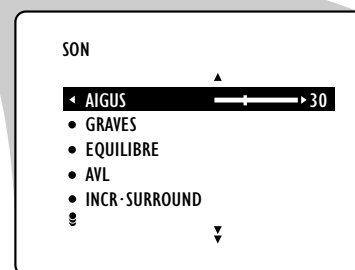 SON
AIGUS 30
GRAVES
EQUILIBRE
AVL
INCR·SURROUND